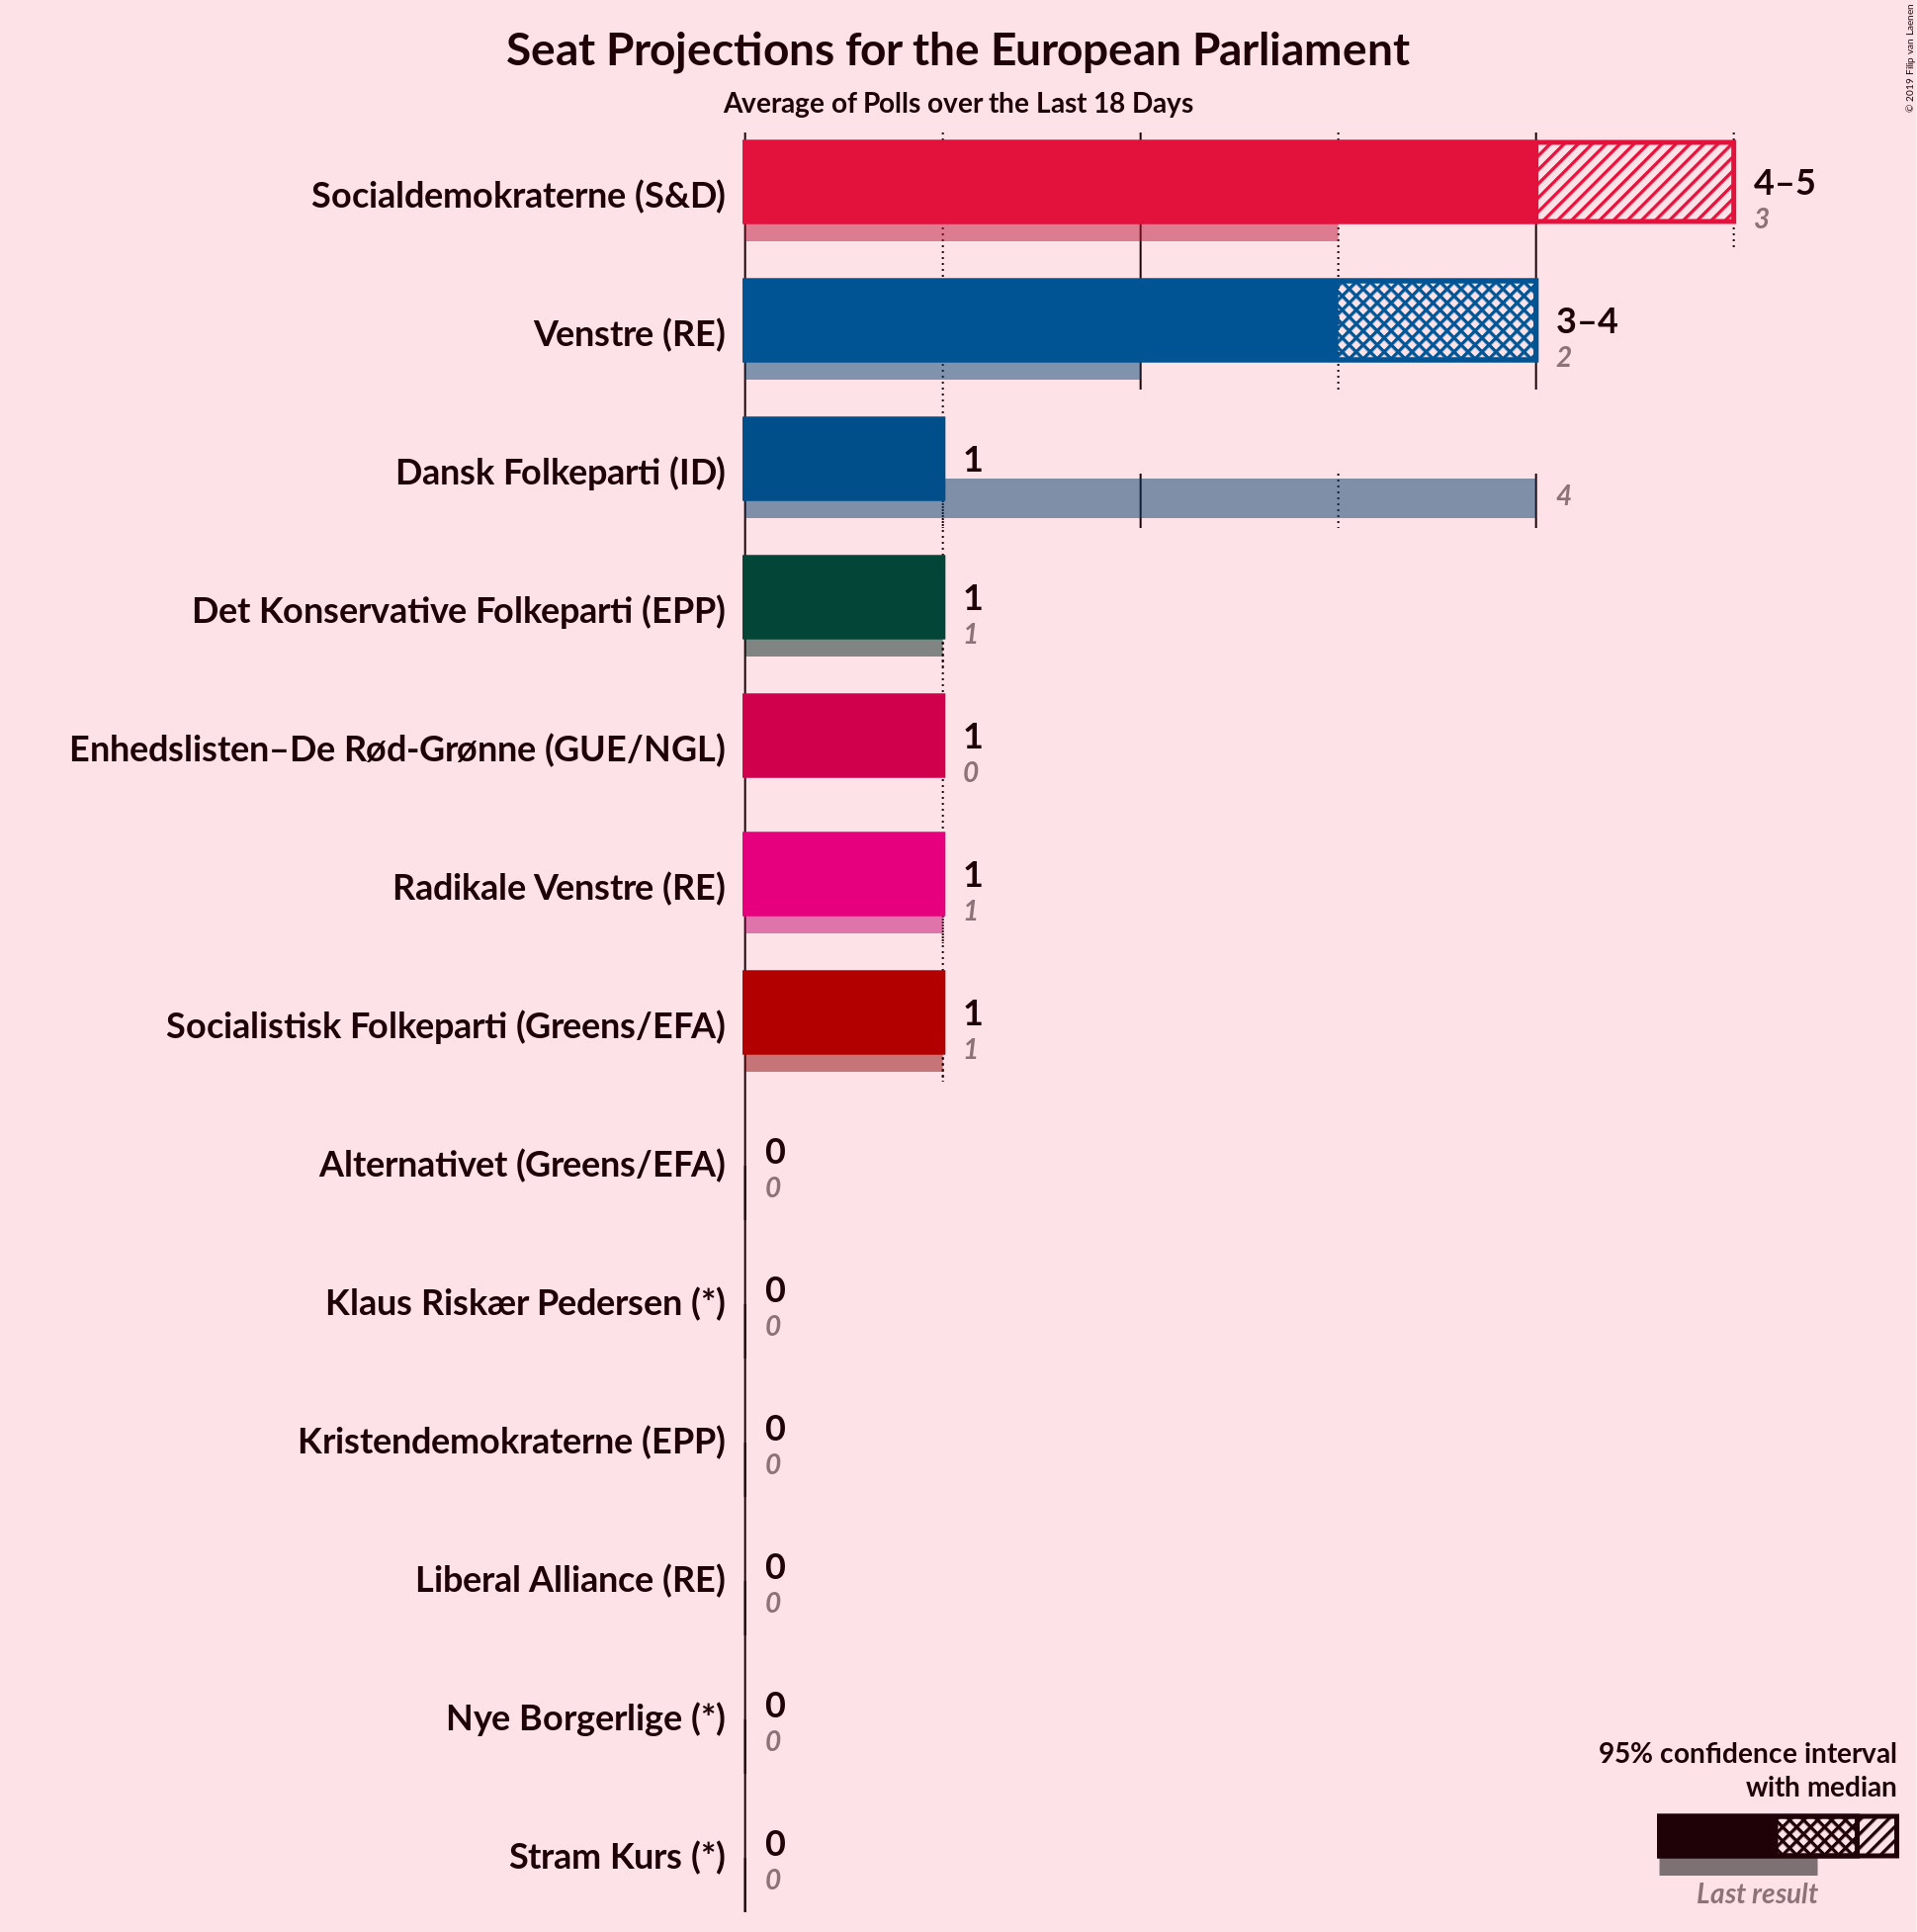 Seat Projections for the European Parliament
Average of Polls over the Last 18 Days
© 2019 Filip van Laenen
Socialdemokraterne (S&D)
4–5
3
Venstre (RE)
3–4
2
Dansk Folkeparti (ID)
1
4
Det Konservative Folkeparti (EPP)
1
1
Enhedslisten–De Rød-Grønne (GUE/NGL)
1
0
Radikale Venstre (RE)
1
1
Socialistisk Folkeparti (Greens/EFA)
1
1
Alternativet (Greens/EFA)
0
0
Klaus Riskær Pedersen (*)
0
0
Kristendemokraterne (EPP)
0
0
Liberal Alliance (RE)
0
0
Nye Borgerlige (*)
0
0
Stram Kurs (*)
0
0
95% confidence interval
with median
Last result